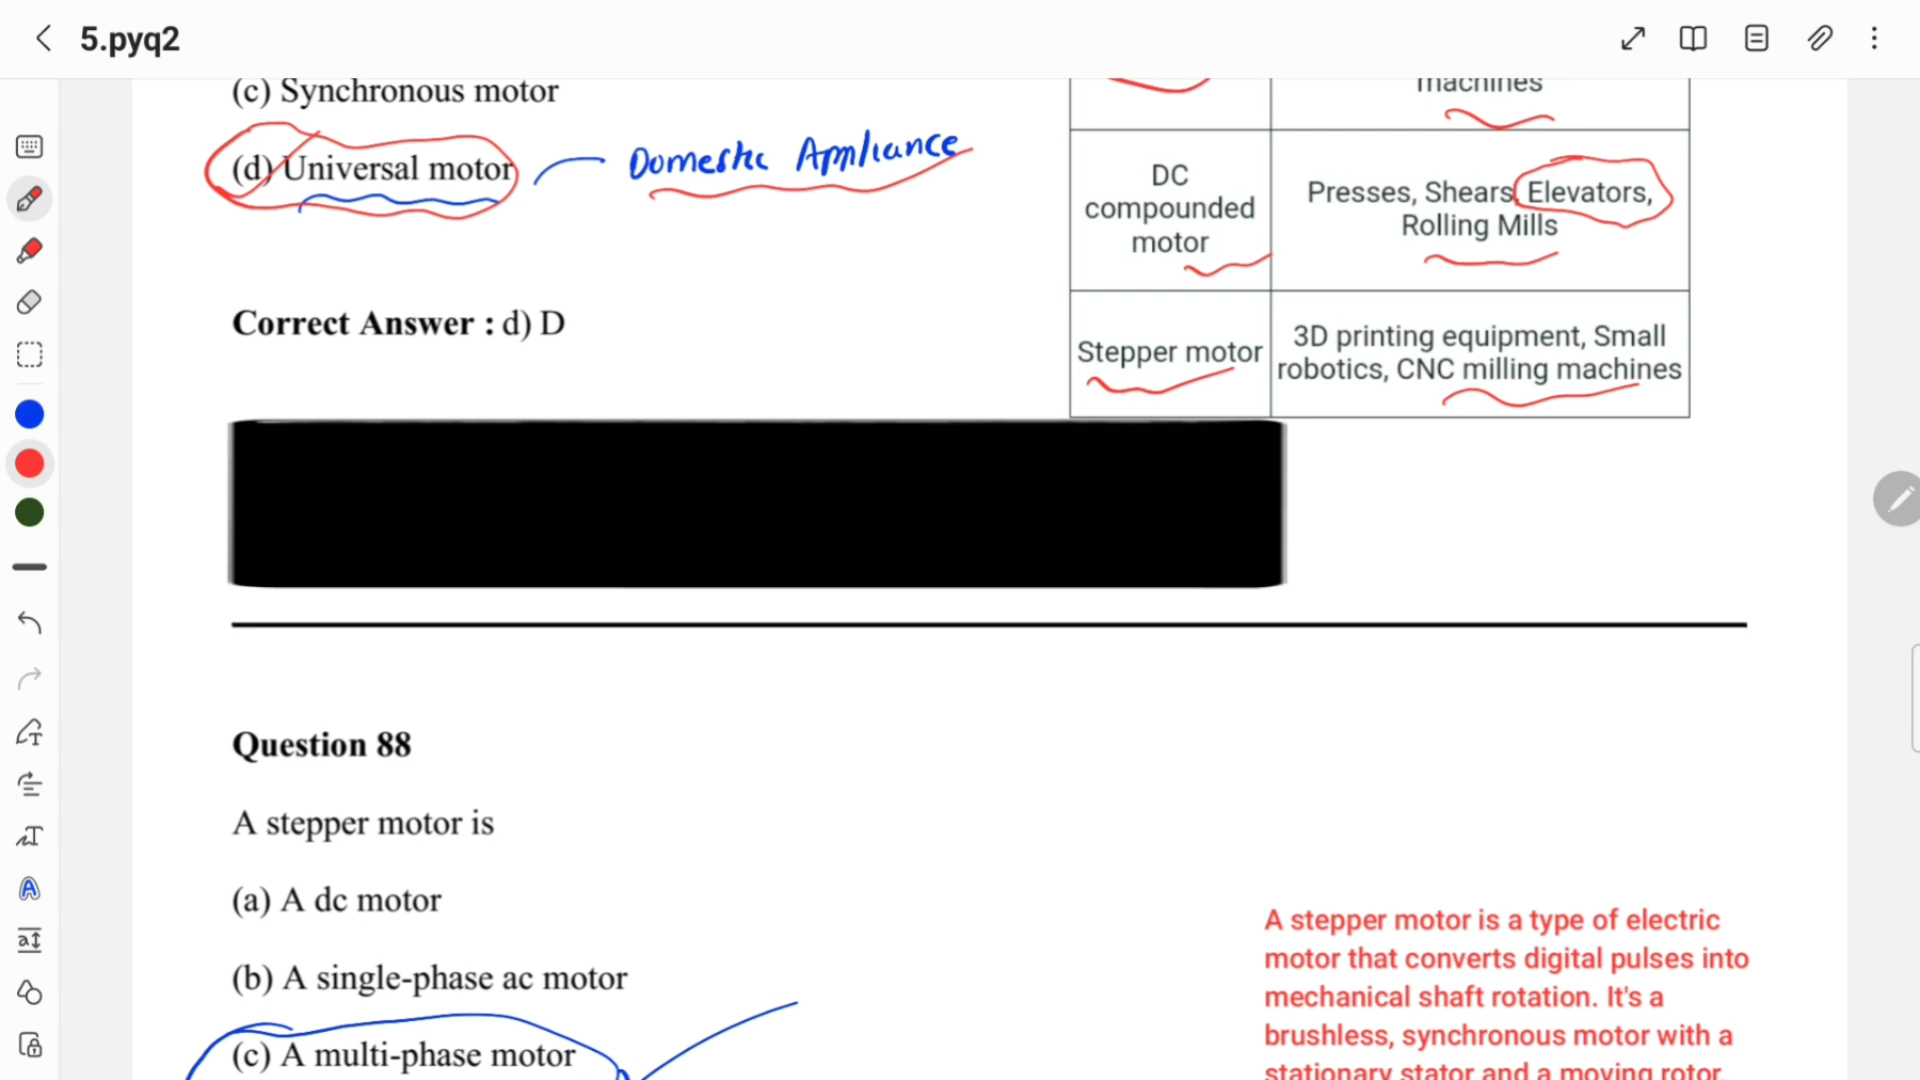 5.pyq2
(c) Synchronous motor
(d) Universal motor
Domestic Appliance
Correct Answer : d) D
machines
DC
compounded
motor
Presses, Shears, Elevators,
Rolling Mills
Stepper motor
3D printing equipment, Small
robotics, CNC milling machines
Question 88
A stepper motor is
(a) A dc motor
(b) A single-phase ac motor
(c) A multi-phase motor
A stepper motor is a type of electric
motor that converts digital pulses into
mechanical shaft rotation. It's a
brushless, synchronous motor with a
stationary stator and a moving rotor.